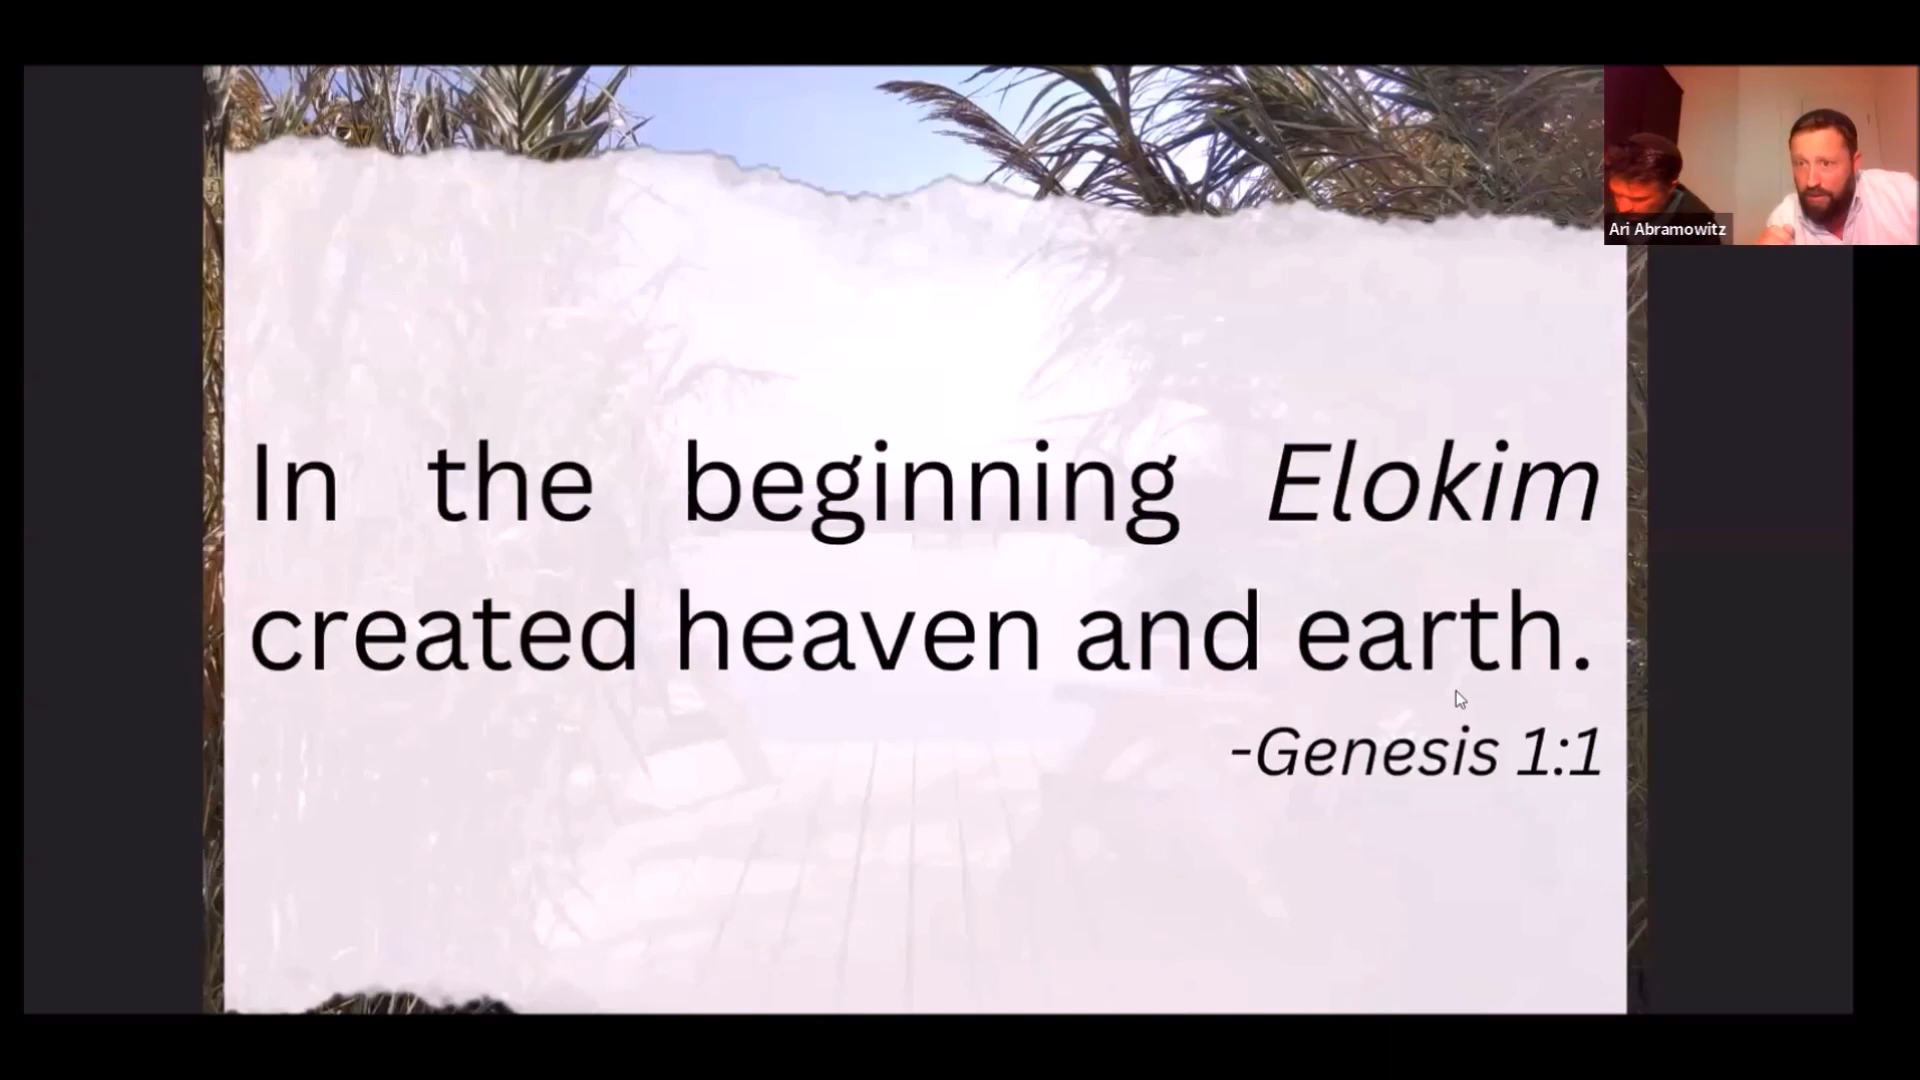 Ari Abramowitz
In the beginning Elokim
created heaven and earth.
-Genesis 1:1